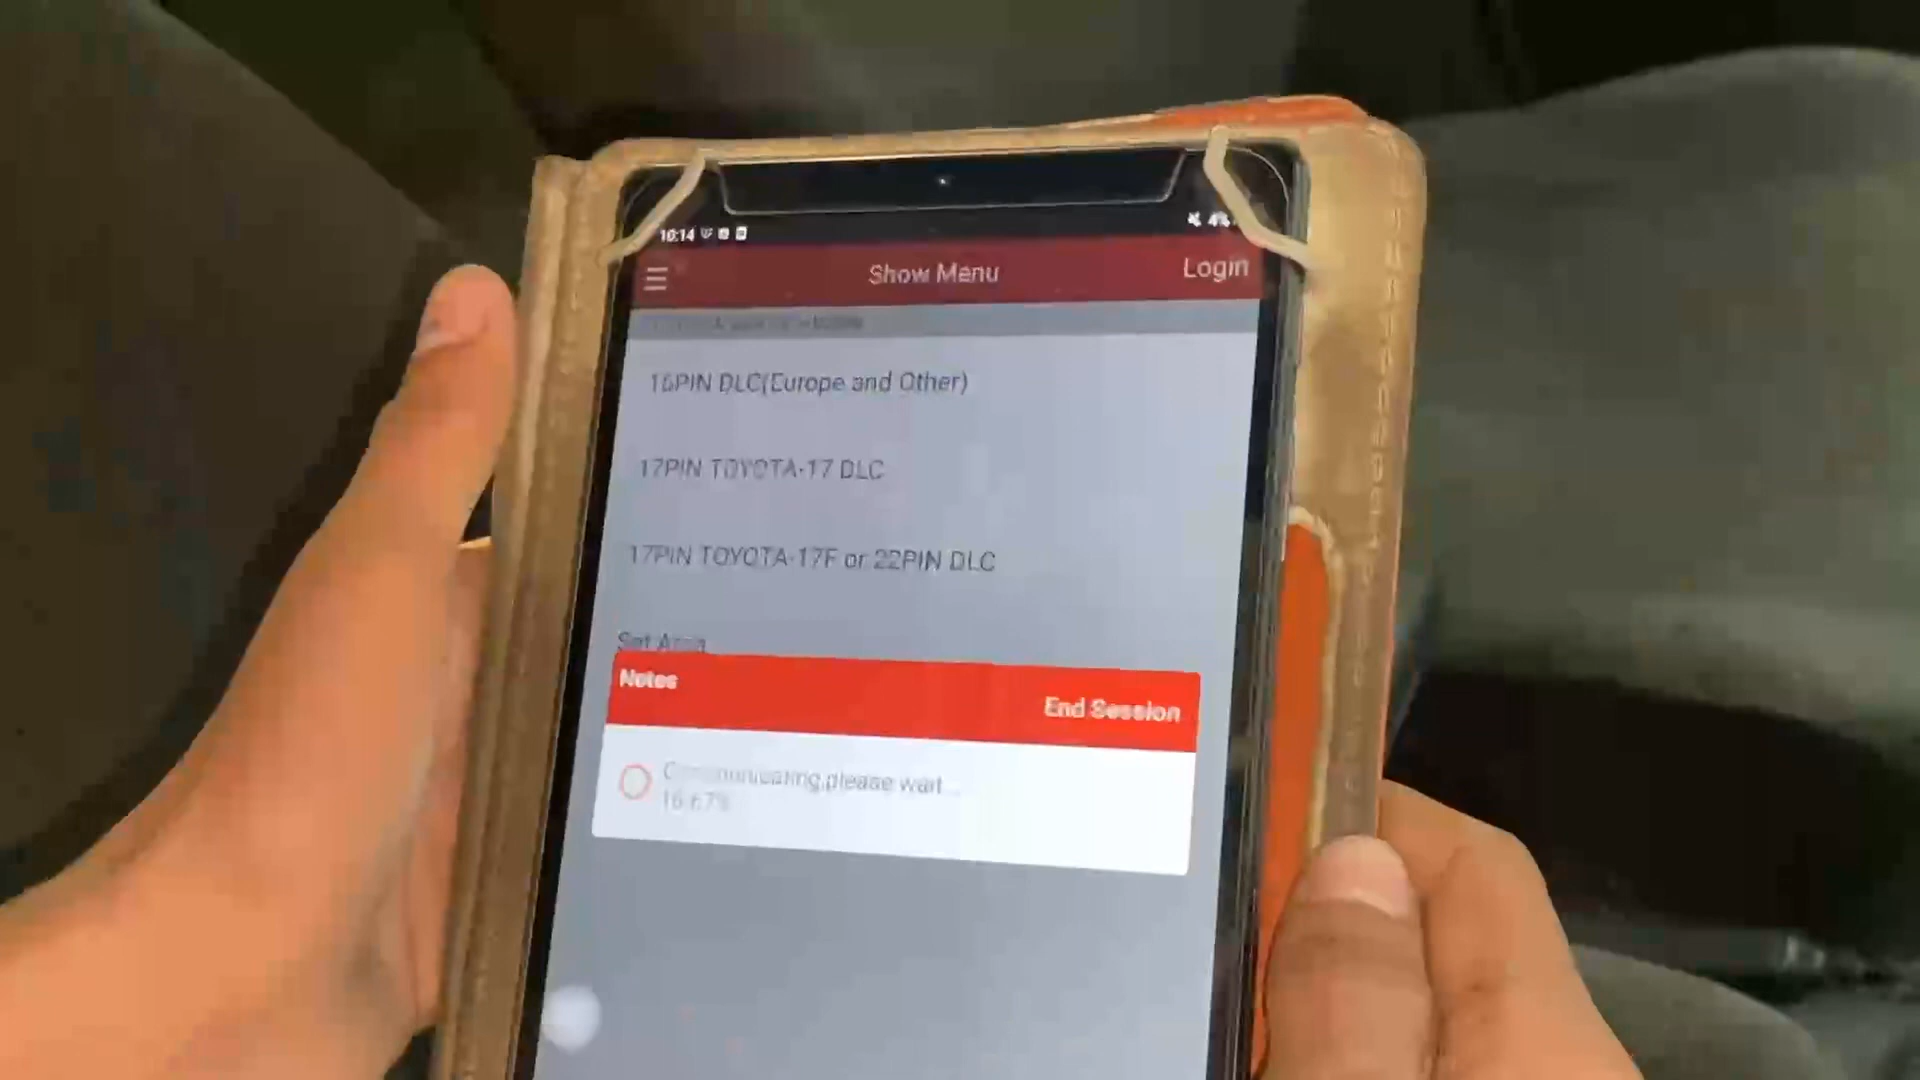 10:14
4%
Show Menu
Login
16PIN DLC(Europe and Other)
17PIN TOYOTA-17 DLC
17PIN TOYOTA-17F or 22PIN DLC
Set Area
Notes
End Session
Communicating,please wait...
16.67%